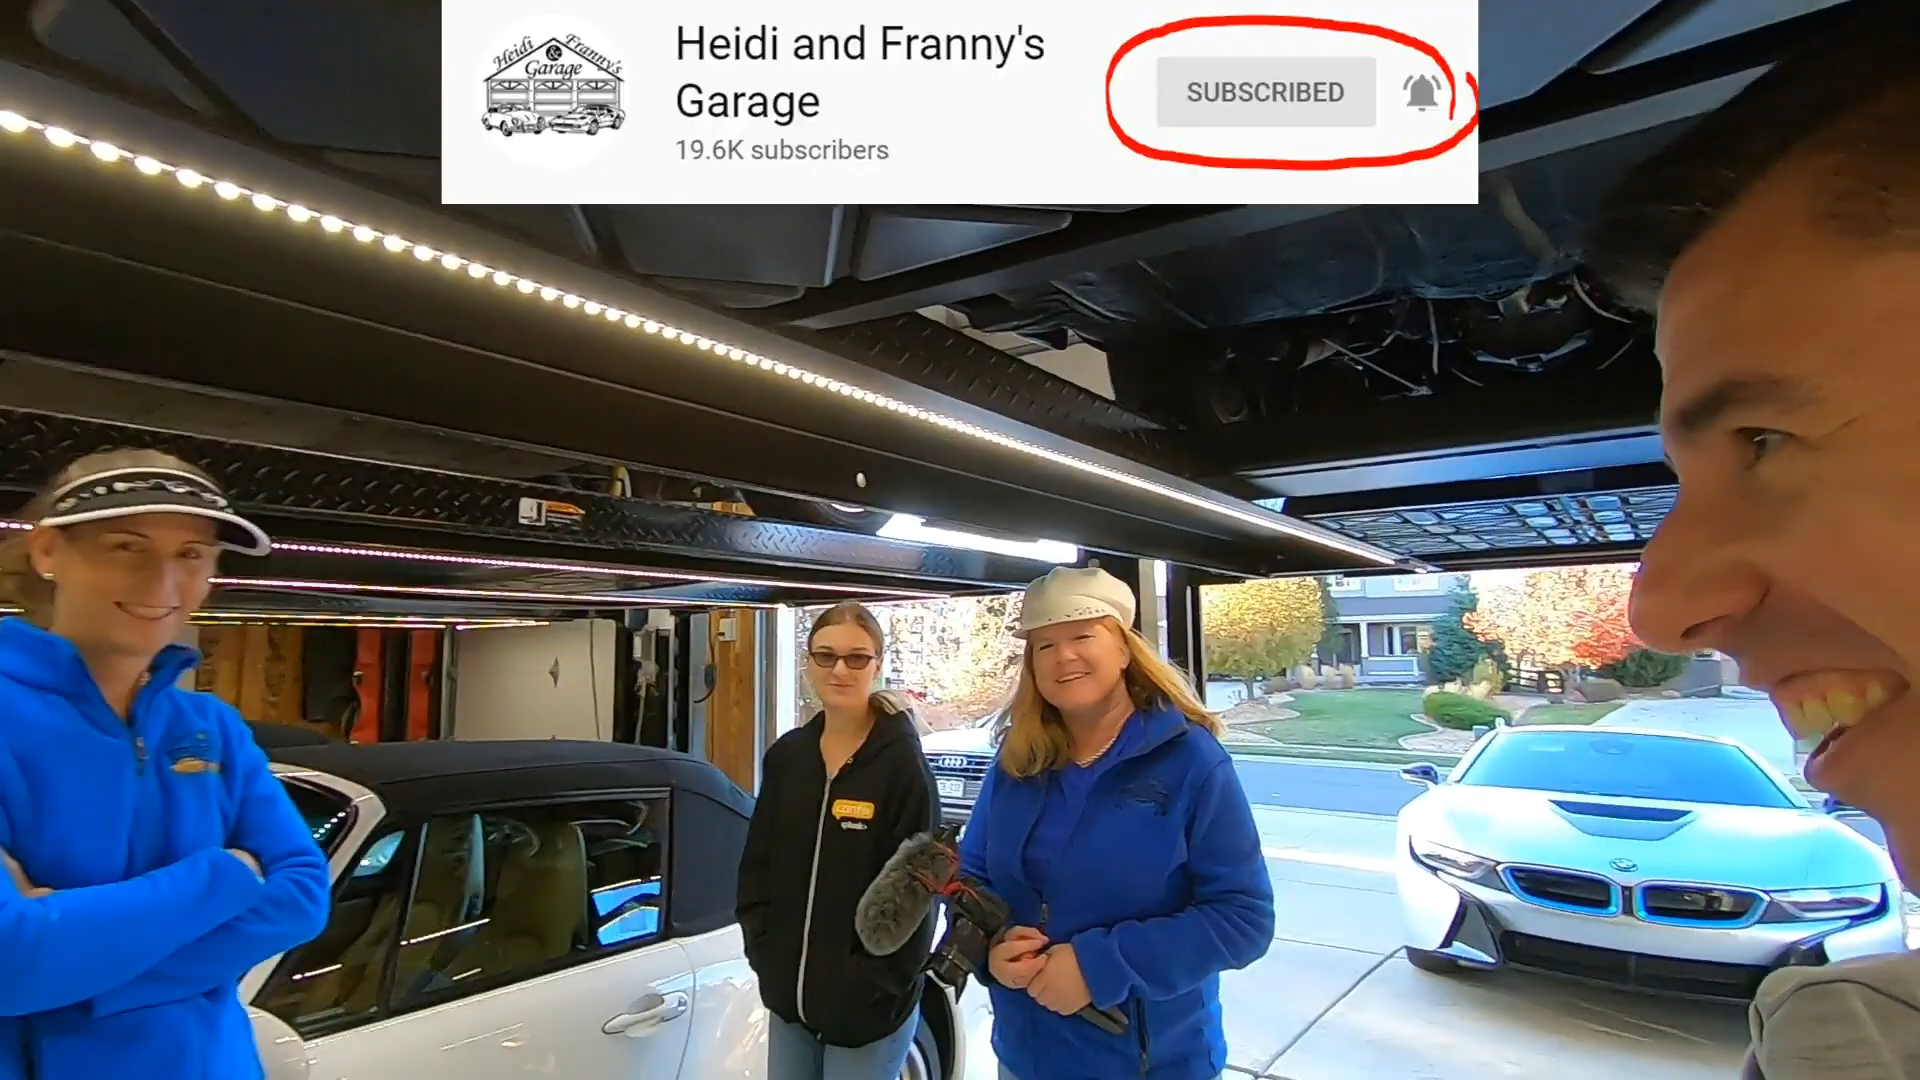 Heidi & Franny's
Garage
Heidi and Franny's
Garage
19.6K subscribers
SUBSCRIBED